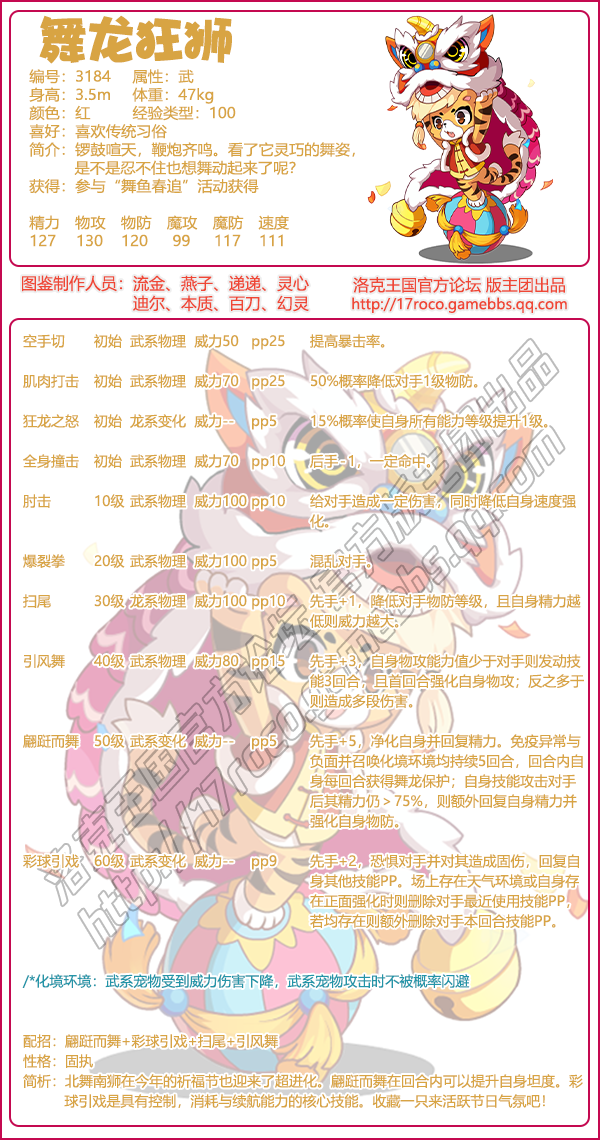 舞龙狂狮
编号：3184 属性：武
身高：3.5m 体重：47kg
颜色：红 经验类型：100
喜好：喜欢传统习俗
简介：锣鼓喧天，鞭炮齐鸣。看了它灵巧的舞姿，
是不是忍不住也想舞动起来了呢？
获得：参与“舞鱼春追”活动获得
精力 物攻 物防 魔攻 魔防 速度
127 130 120 99 117 111
图鉴制作人员：流金、燕子、递递、灵心 洛克王国官方论坛 版主团出品
迪尔、本质、百刀、幻灵 http://17roco.gamebbs.qq.com
空手切 初始 武系物理 威力50 pp25 提高暴击率。
肌肉打击 初始 武系物理 威力70 pp25 50%概率降低对手1级物防。
狂龙之怒 初始 龙系变化 威力-- pp5 15%概率使自身所有能力等级提升1级。
全身撞击 初始 武系物理 威力70 pp10 后手-1，一定命中。
肘击 10级 武系物理 威力100 pp10 给对手造成一定伤害，同时降低自身速度强
化。
爆裂拳 20级 武系物理 威力100 pp5 混乱对手。
扫尾 30级 龙系物理 威力100 pp10 先手+1，降低对手物防等级，且自身精力越
低则威力越大。
引风舞 40级 武系物理 威力80 pp15 先手+3，自身物攻能力值少于对手则发动技
能3回合，且首回合强化自身物攻；反之多于
则造成多段伤害。
翩跹而舞 50级 武系变化 威力-- pp5 先手+5，净化自身并回复精力。免疫异常与
负面并召唤化境环境均持续5回合，回合内自
身每回合获得舞龙保护；自身技能攻击对手
后其精力仍＞75%，则额外回复自身精力并
强化自身物防。
彩球引戏 60级 武系变化 威力-- pp9 先手+2，恐惧对手并对其造成固伤，回复自
身其他技能PP。场上存在天气环境或自身存
在正面强化时则删除对手最近使用技能PP，
若均存在则额外删除对手本回合技能PP。
/*化境环境：武系宠物受到威力伤害下降，武系宠物攻击时不被概率闪避
配招：翩跹而舞+彩球引戏+扫尾+引风舞
性格：固执
简析：北舞南狮在今年的祈福节也迎来了超进化。翩跹而舞在回合内可以提升自身坦度。彩
球引戏是具有控制，消耗与续航能力的核心技能。收藏一只来活跃节日气氛吧！
洛克王国官方论坛 版主团出品
http://17roco.gamebbs.qq.com